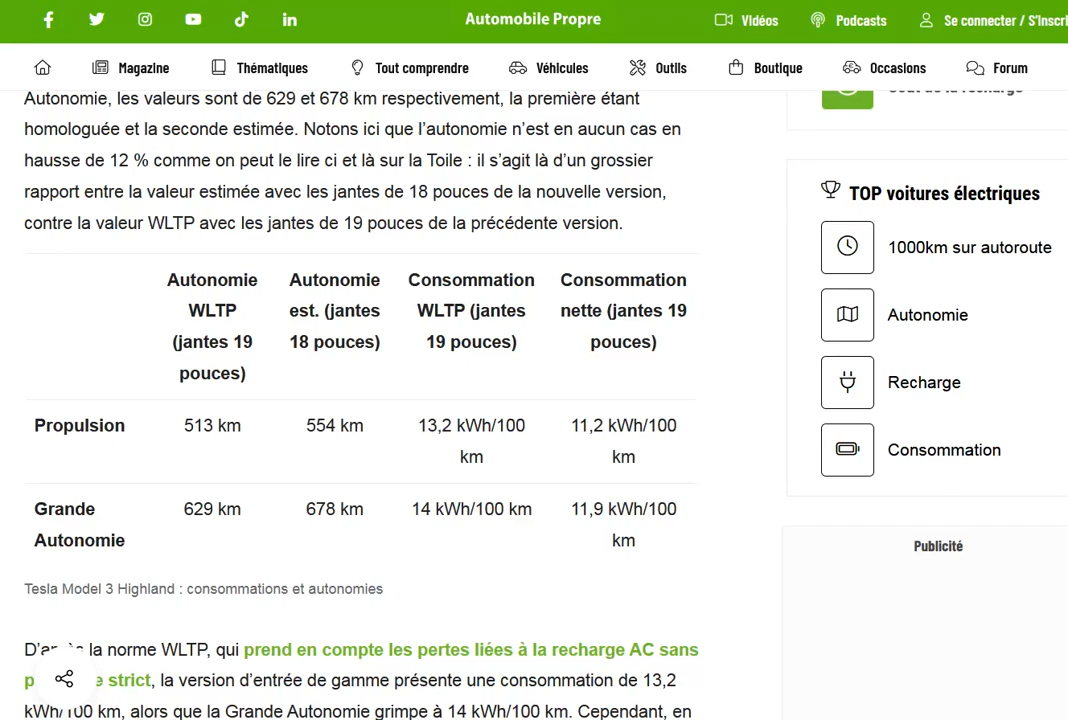 Automobile Propre
Vidéos
Podcasts
Se connecter / S'inscri
Magazine
Thématiques
Tout comprendre
Véhicules
Outils
Boutique
Occasions
Forum
Autonomie, les valeurs sont de 629 et 678 km respectivement, la première étant
homologuée et la seconde estimée. Notons ici que l'autonomie n'est en aucun cas en
hausse de 12 % comme on peut le lire ci et là sur la Toile : il s'agit là d'un grossier
rapport entre la valeur estimée avec les jantes de 18 pouces de la nouvelle version,
contre la valeur WLTP avec les jantes de 19 pouces de la précédente version.
Autonomie WLTP (jantes 19 pouces)
Autonomie est. (jantes 18 pouces)
Consommation WLTP (jantes 19 pouces)
Consommation nette (jantes 19 pouces)
Propulsion 513 km 554 km 13,2 kWh/100 km 11,2 kWh/100 km
Grande Autonomie 629 km 678 km 14 kWh/100 km 11,9 kWh/100 km
Tesla Model 3 Highland : consommations et autonomies
la norme WLTP, qui prend en compte les pertes liées à la recharge AC sans
strict, la version d'entrée de gamme présente une consommation de 13,2
kWh/100 km, alors que la Grande Autonomie grimpe à 14 kWh/100 km. Cependant, en
TOP voitures électriques
1000km sur autoroute
Autonomie
Recharge
Consommation
Publicité